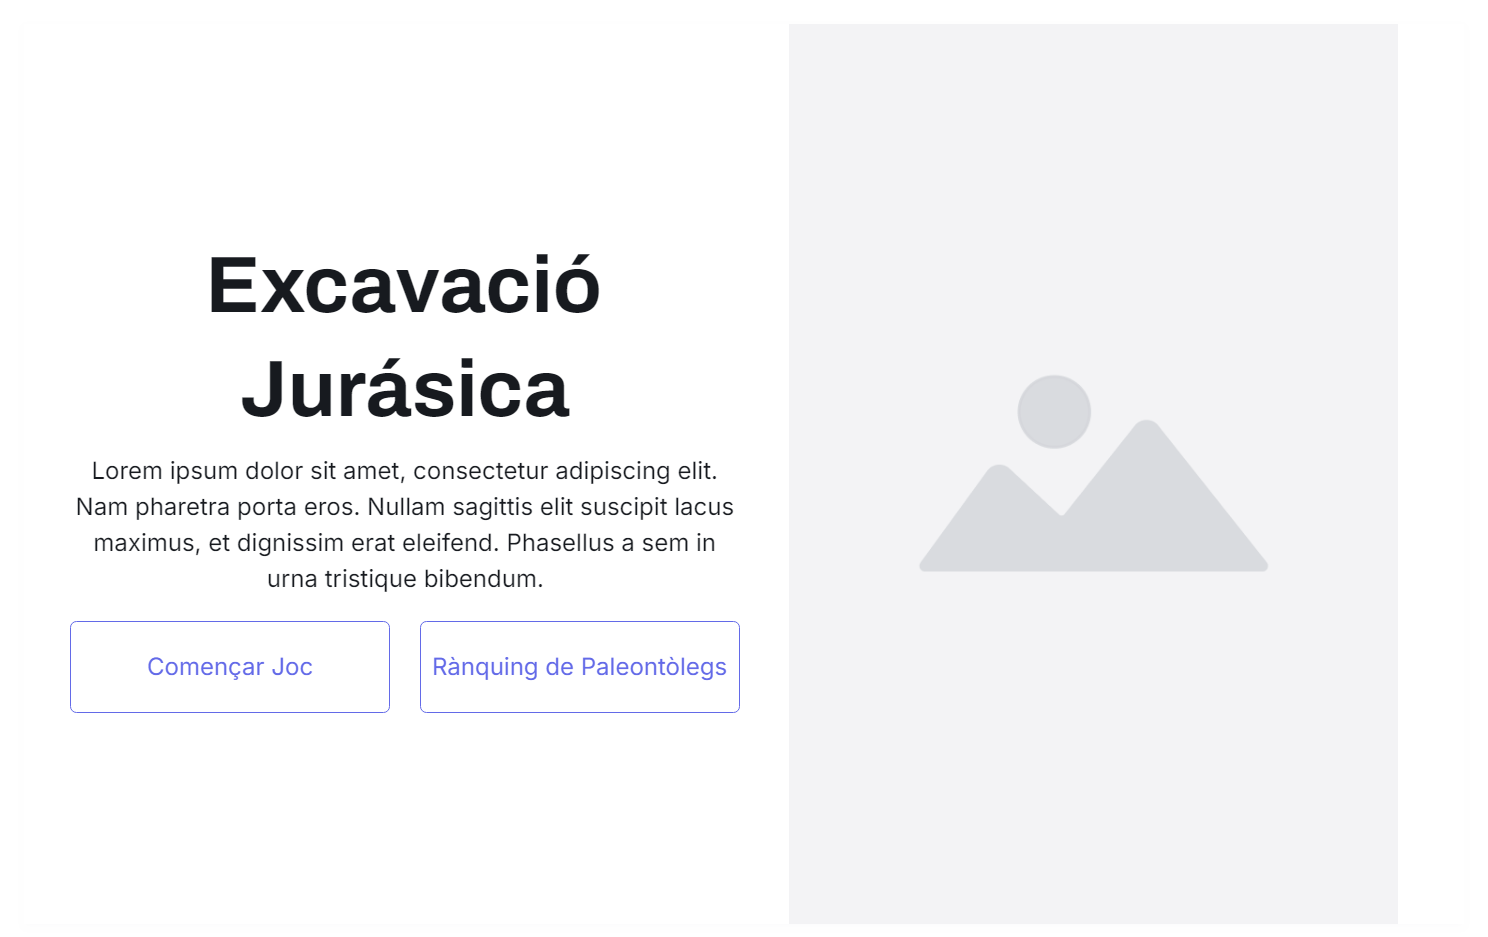 Excavació
Jurásica
Lorem ipsum dolor sit amet, consectetur adipiscing elit.
Nam pharetra porta eros. Nullam sagittis elit suscipit lacus
maximus, et dignissim erat eleifend. Phasellus a sem in
urna tristique bibendum.
Començar Joc
Rànquing de Paleontòlegs